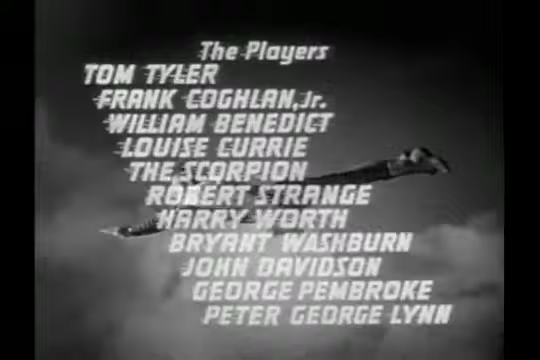 The Players
TOM TYLER
FRANK COGHLAN, Jr.
WILLIAM BENEDICT
LOUISE CURRIE
THE SCORPION
ROBERT STRANGE
HARRY WORTH
BRYANT WASHBURN
JOHN DAVIDSON
GEORGE PEMBROKE
PETER GEORGE LYNN